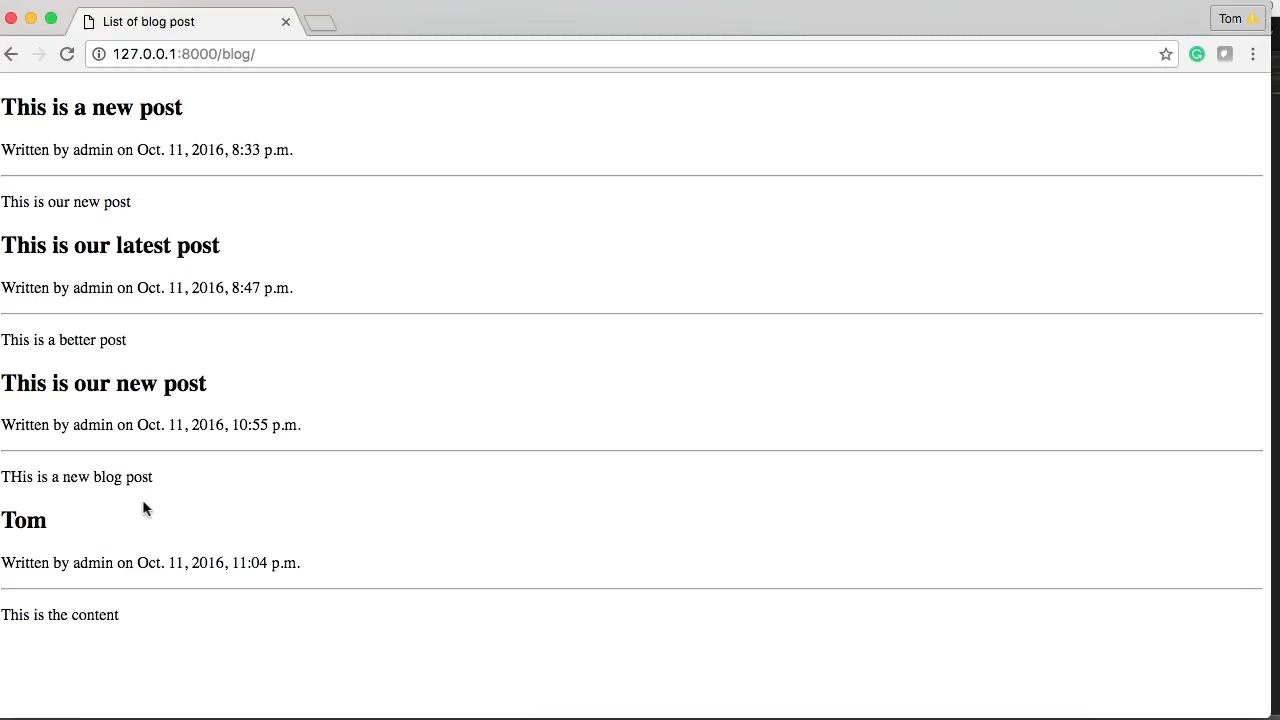 List of blog post
Tom
127.0.0.1:8000/blog/
This is a new post
Written by admin on Oct. 11, 2016, 8:33 p.m.
This is our new post
This is our latest post
Written by admin on Oct. 11, 2016, 8:47 p.m.
This is a better post
This is our new post
Written by admin on Oct. 11, 2016, 10:55 p.m.
THis is a new blog post
Tom
Written by admin on Oct. 11, 2016, 11:04 p.m.
This is the content